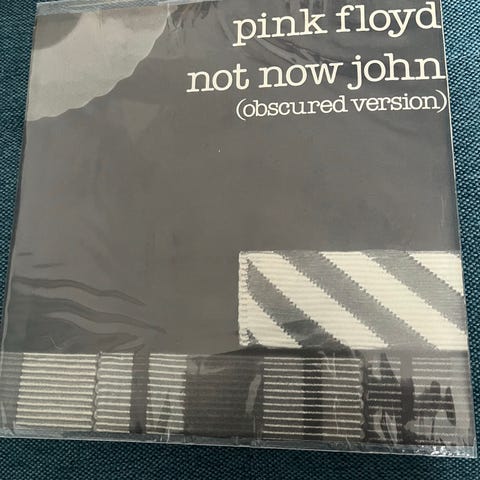 pink floyd
not now john
(obscured version)